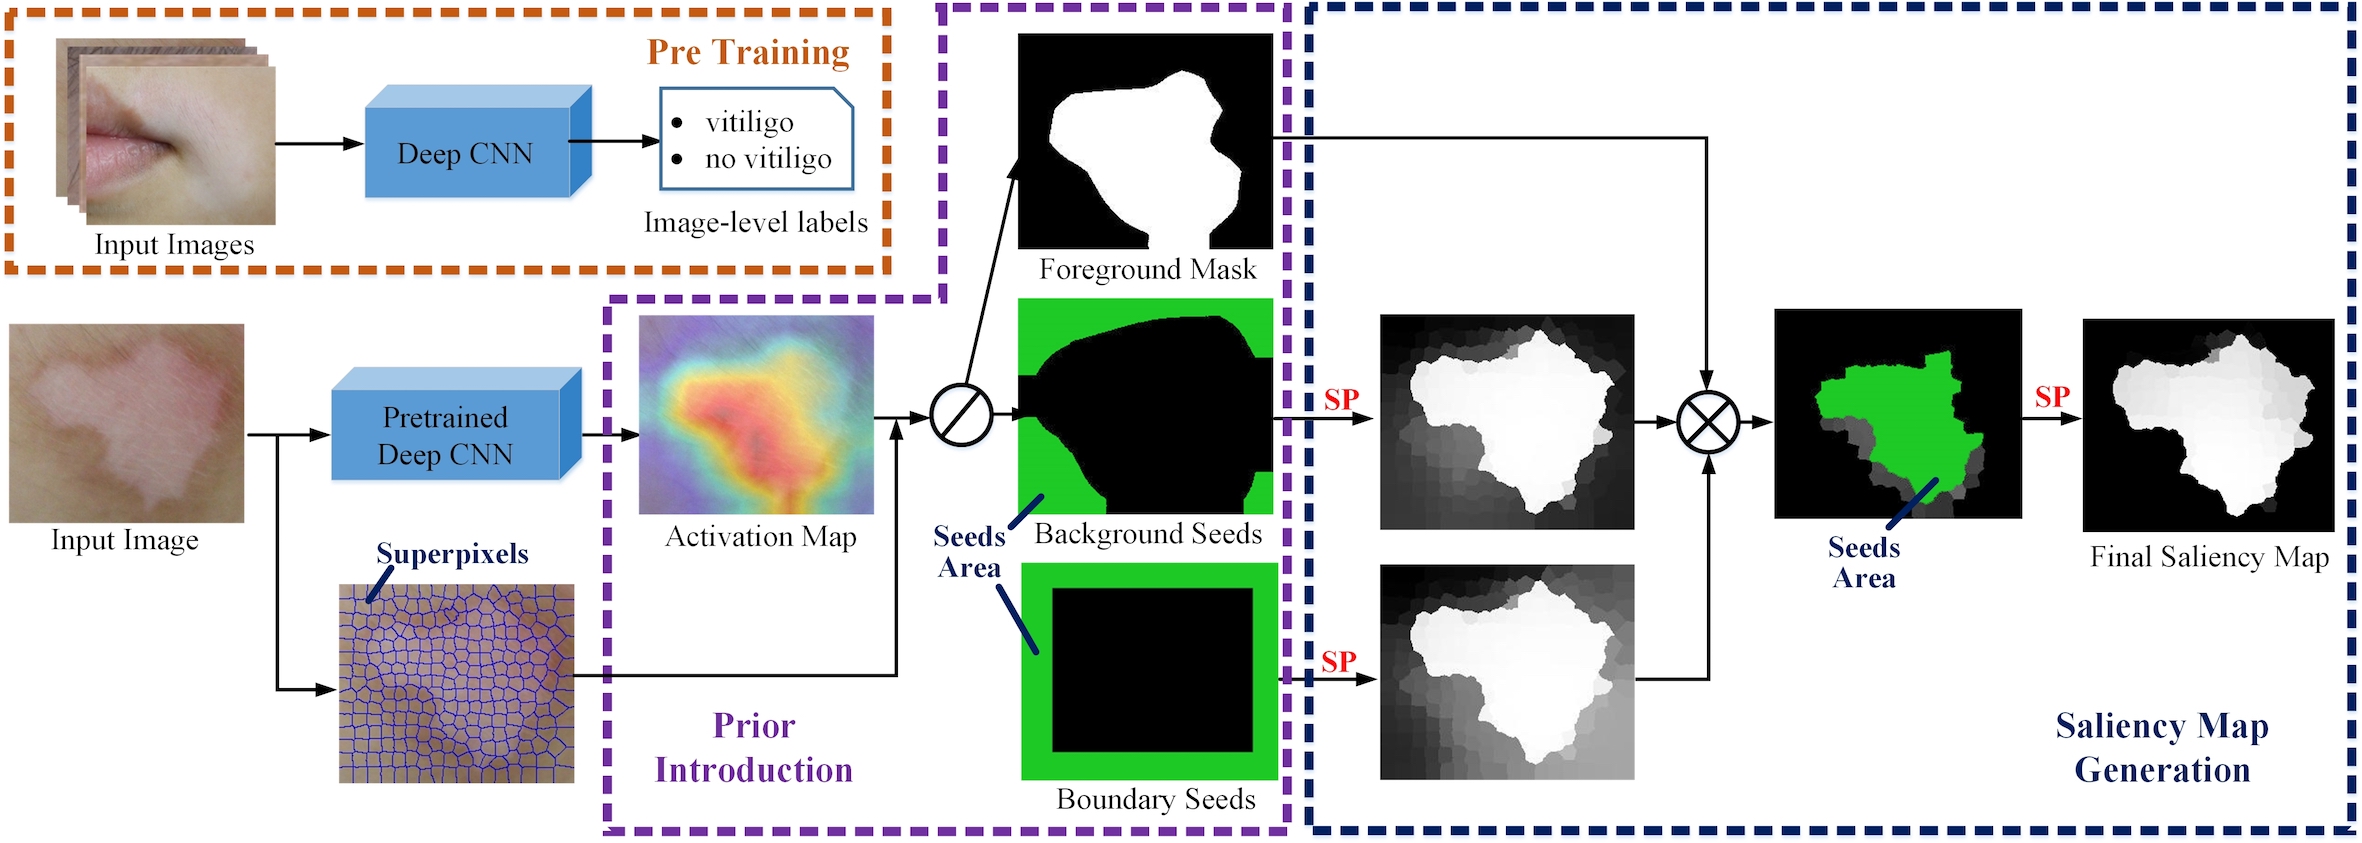 Pre Training
Deep CNN
• vitiligo
• no vitiligo
Input Images
Image-level labels
Foreground Mask
Pretrained
Deep CNN
Input Image
Superpixels
Activation Map
Seeds
Area
Background Seeds
Boundary Seeds
Prior
Introduction
SP
SP
SP
Seeds
Area
Final Saliency Map
Saliency Map
Generation